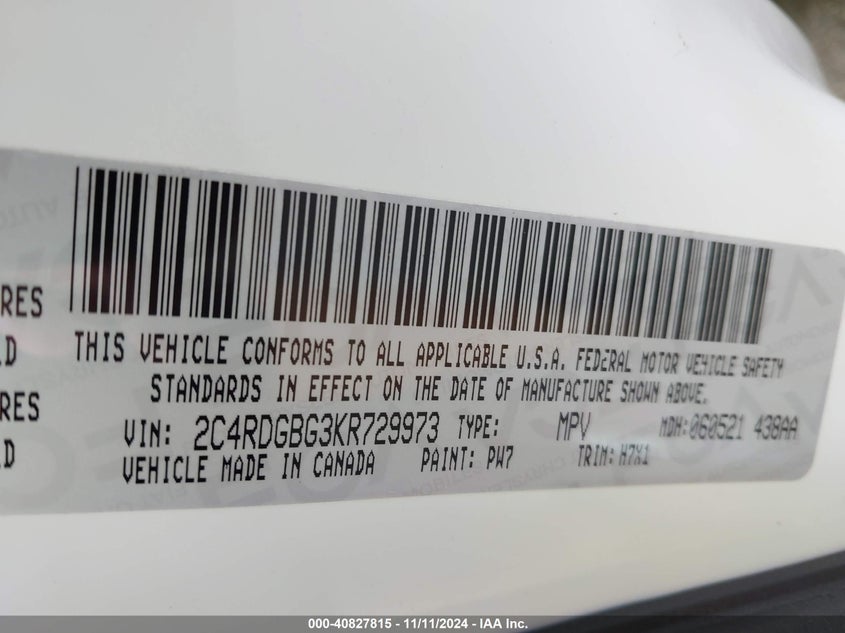 RES
D
RES
D
THIS VEHICLE CONFORMS TO ALL APPLICABLE U.S.A. FEDERAL MOTOR VEHICLE SAFETY
STANDARDS IN EFFECT ON THE DATE OF MANUFACTURE SHOWN ABOVE.
VIN: 2C4RDGBG3KR729973 TYPE: MPV MDH:060521 438AA
VEHICLE MADE IN CANADA PAINT: PW7 TRIM: H7X1
000-40827815 - 11/11/2024 - IAA Inc.